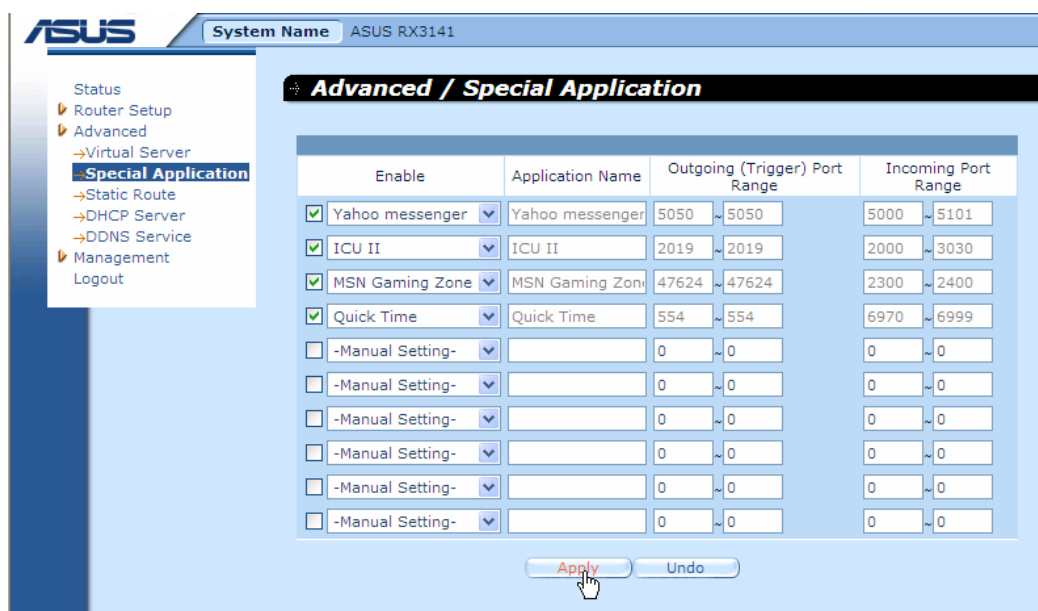 ASUS
System Name ASUS RX3141
Status
Router Setup
Advanced
→Virtual Server
→Special Application
→Static Route
→DHCP Server
→DDNS Service
Management
Logout
Advanced / Special Application
Enable Application Name Outgoing (Trigger) Port Range Incoming Port Range
Yahoo messenger Yahoo messenger 5050 ~ 5050 5000 ~ 5101
ICU II ICU II 2019 ~ 2019 2000 ~ 3030
MSN Gaming Zone MSN Gaming Zon 47624 ~ 47624 2300 ~ 2400
Quick Time Quick Time 554 ~ 554 6970 ~ 6999
-Manual Setting- 0 ~ 0 0 ~ 0
-Manual Setting- 0 ~ 0 0 ~ 0
-Manual Setting- 0 ~ 0 0 ~ 0
-Manual Setting- 0 ~ 0 0 ~ 0
-Manual Setting- 0 ~ 0 0 ~ 0
-Manual Setting- 0 ~ 0 0 ~ 0
Apply Undo